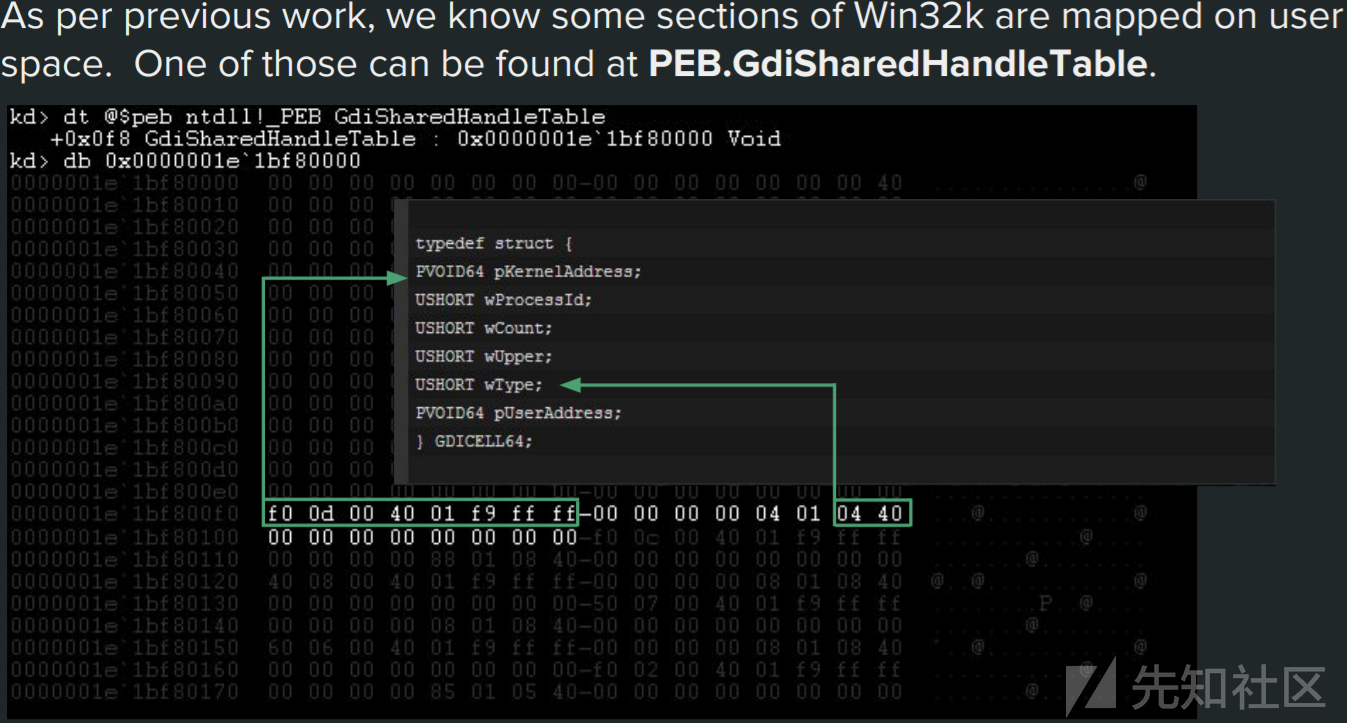 As per previous work, we know some sections of Win32k are mapped on user
space. One of those can be found at PEB.GdiSharedHandleTable.
kd> dt @$peb ntdll!_PEB GdiSharedHandleTable
+0x0f8 GdiSharedHandleTable : 0x0000001e`1bf80000 Void
kd> db 0x0000001e`1bf80000
0000001e`1bf80000 00 00 00 00 00 00 00 00-00 00 00 00 00 00 00 40 ...............@
0000001e`1bf80010 00 00 00
0000001e`1bf80020 00 00 00
0000001e`1bf80030 00 00 00
0000001e`1bf80040 00 00 00
0000001e`1bf80050 00 00 00
0000001e`1bf80060 00 00 00
0000001e`1bf80070 00 00 00
0000001e`1bf80080 00 00 00
0000001e`1bf80090 00 00 00
0000001e`1bf800a0 00 00 00
0000001e`1bf800b0 00 00 00
0000001e`1bf800c0 00 00 00
0000001e`1bf800d0 00 00 00
typedef struct {
PVOID64 pKernelAddress;
USHORT wProcessId;
USHORT wCount;
USHORT wUpper;
USHORT wType;
PVOID64 pUserAddress;
} GDICELL64;
0000001e`1bf800e0 00 00 00 00 00 00 00 00-00 00 00 00 00 00 00 00
0000001e`1bf800f0 f0 0d 00 40 01 f9 ff ff-00 00 00 00 04 01 04 40 ...@...........@
0000001e`1bf80100 00 00 00 00 00 00 00 00-f0 0c 00 40 01 f9 ff ff ...........@....
0000001e`1bf80110 00 00 00 00 88 01 08 40-00 00 00 00 00 00 00 00 .......@........
0000001e`1bf80120 40 08 00 40 01 f9 ff ff-00 00 00 00 08 01 08 40 @..@...........@
0000001e`1bf80130 00 00 00 00 00 00 00 00-50 07 00 40 01 f9 ff ff ........P..@....
0000001e`1bf80140 00 00 00 00 08 01 08 40-00 00 00 00 00 00 00 00 .......@........
0000001e`1bf80150 60 06 00 40 01 f9 ff ff-00 00 00 00 08 01 08 40 `..@...........@
0000001e`1bf80160 00 00 00 00 00 00 00 00-f0 02 00 40 01 f9 ff ff ...........@....
0000001e`1bf80170 00 00 00 00 85 01 05 40-00 00 00 00 00 00 00 00 .......@........
先知社区